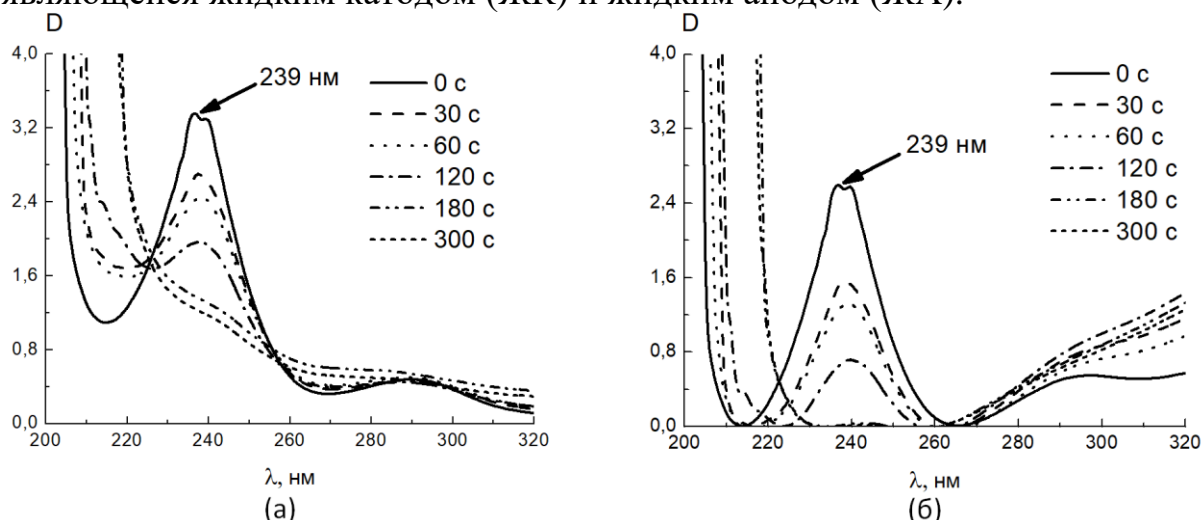 являющейся жидким катодом (ЖК) и жидким анодом (ЖА).
D
4,0
3,2
2,4
1,6
0,8
0,0
200 220 240 260 280 300 320
239 нм
0 с
30 с
60 с
120 с
180 с
300 с
λ, нм
(а)
D
4,0
3,2
2,4
1,6
0,8
0,0
200 220 240 260 280 300 320
239 нм
0 с
30 с
60 с
120 с
180 с
300 с
λ, нм
(б)